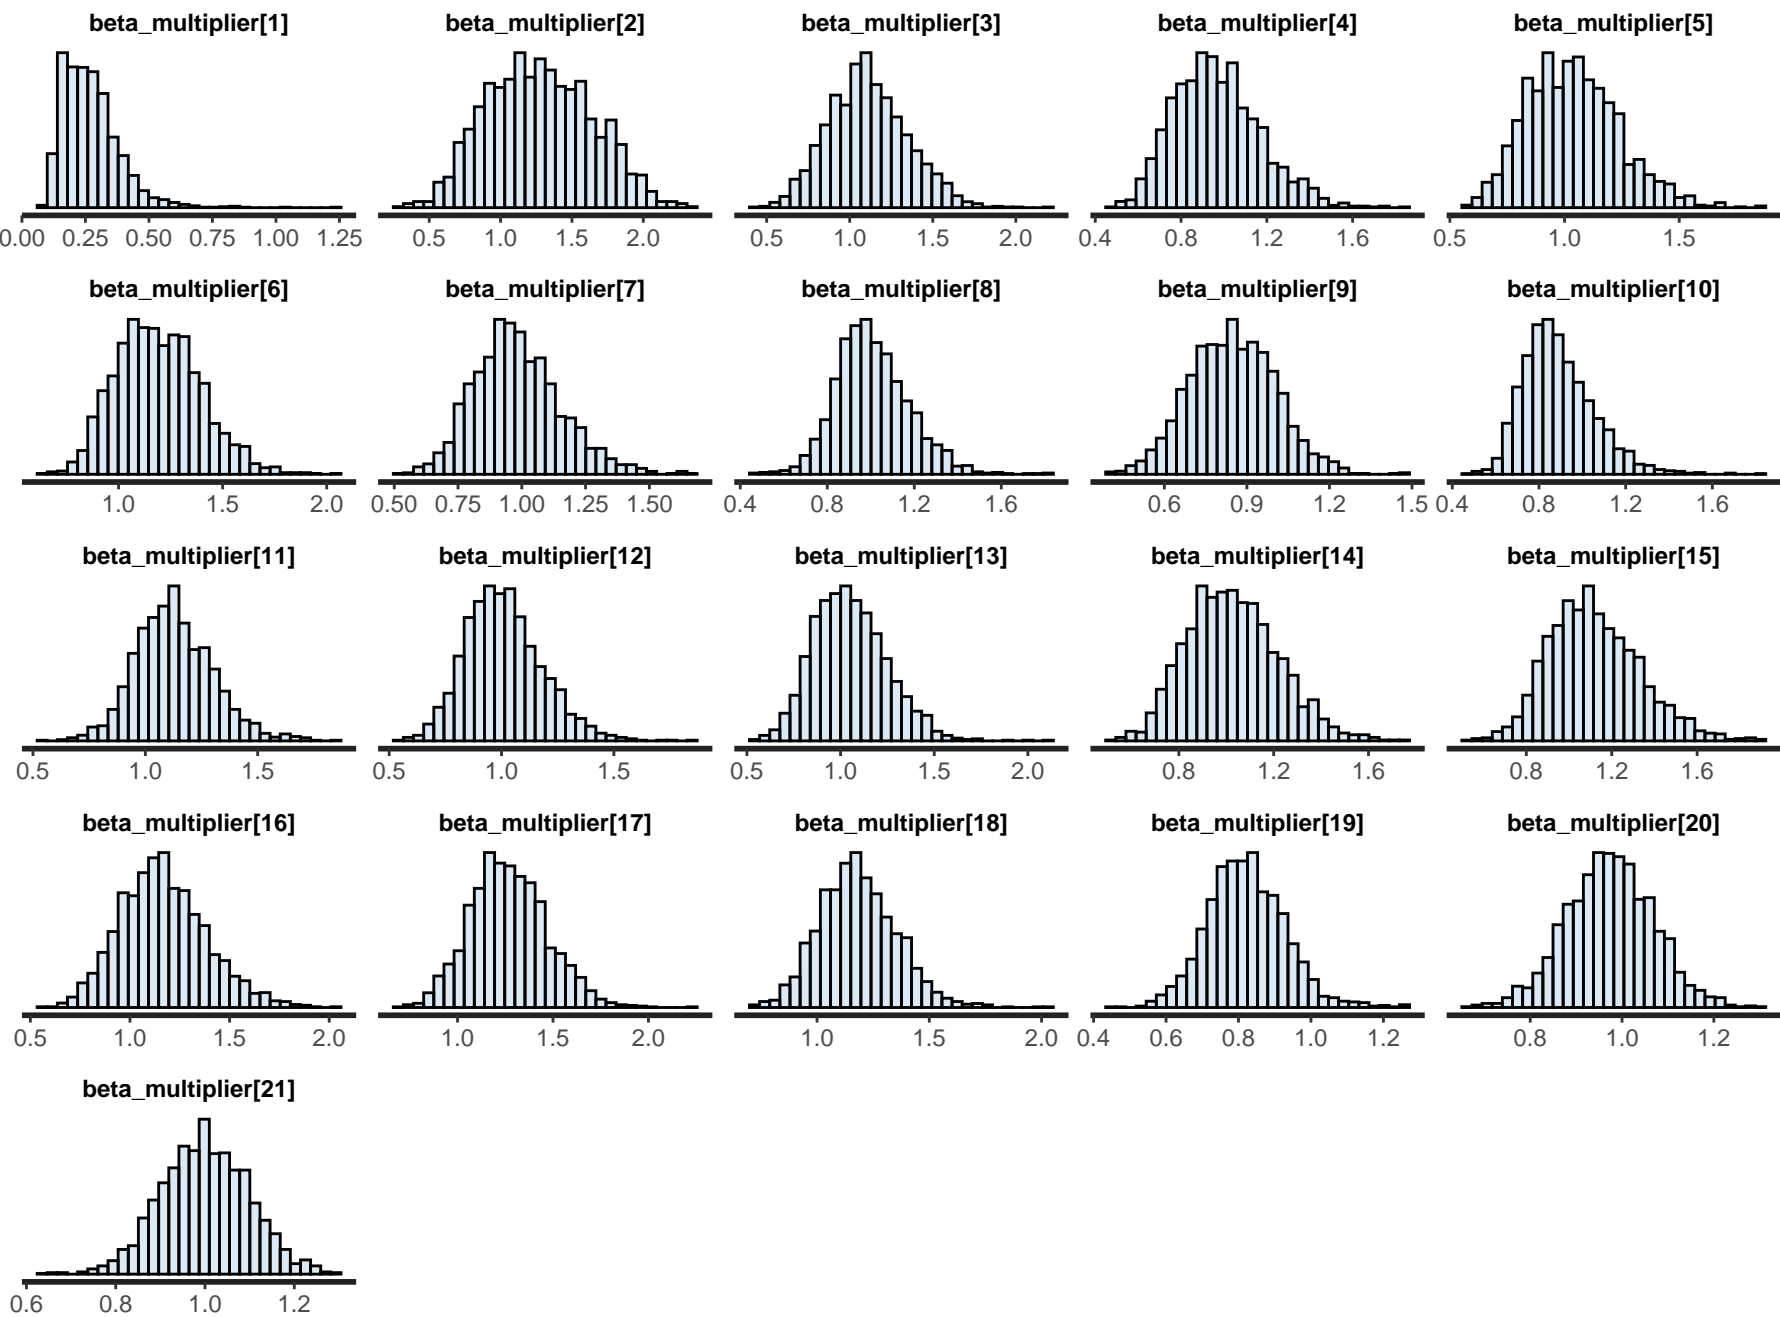 beta_multiplier[1] beta_multiplier[2] beta_multiplier[3] beta_multiplier[4] beta_multiplier[5]
0.00 0.25 0.50 0.75 1.00 1.25 0.5 1.0 1.5 2.0 0.5 1.0 1.5 2.0 0.4 0.8 1.2 1.6 0.5 1.0 1.5
beta_multiplier[6] beta_multiplier[7] beta_multiplier[8] beta_multiplier[9] beta_multiplier[10]
1.0 1.5 2.0 0.50 0.75 1.00 1.25 1.50 0.4 0.8 1.2 1.6 0.6 0.9 1.2 1.5 0.4 0.8 1.2 1.6
beta_multiplier[11] beta_multiplier[12] beta_multiplier[13] beta_multiplier[14] beta_multiplier[15]
0.5 1.0 1.5 0.5 1.0 1.5 0.5 1.0 1.5 2.0 0.8 1.2 1.6 0.8 1.2 1.6
beta_multiplier[16] beta_multiplier[17] beta_multiplier[18] beta_multiplier[19] beta_multiplier[20]
0.5 1.0 1.5 2.0 1.0 1.5 2.0 1.0 1.5 2.0 0.4 0.6 0.8 1.0 1.2 0.8 1.0 1.2
beta_multiplier[21]
0.6 0.8 1.0 1.2